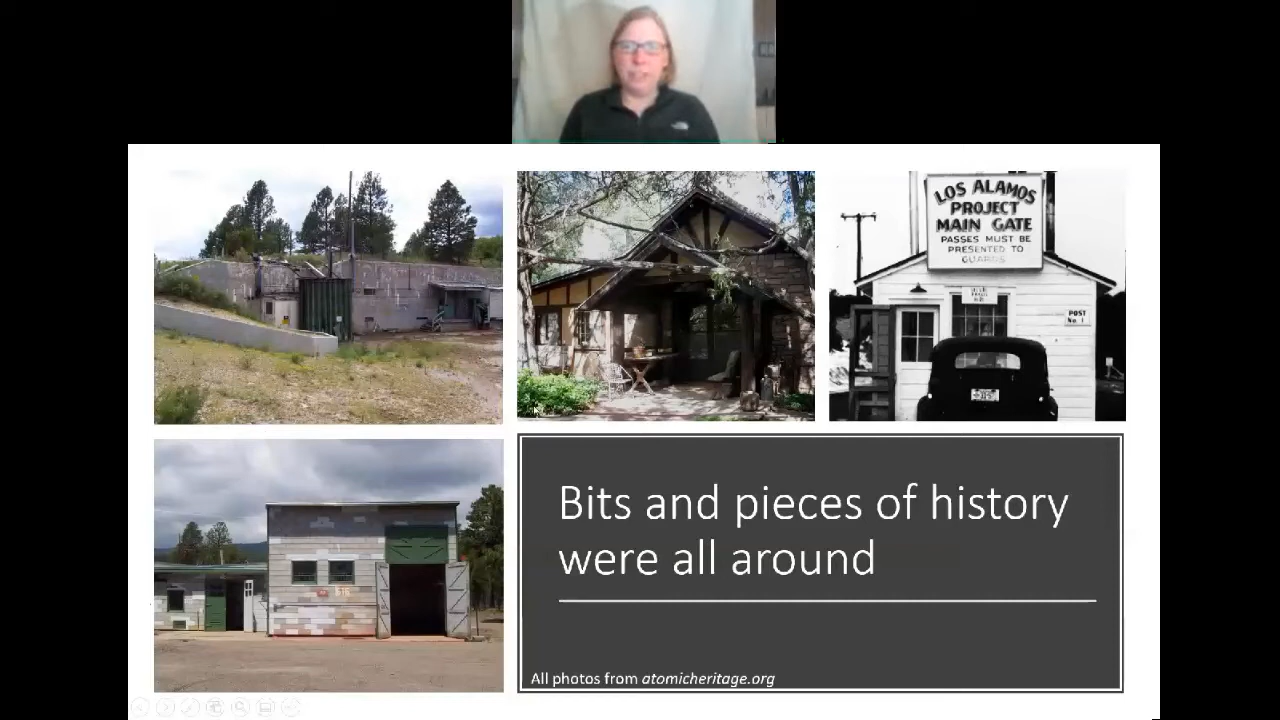 LOS ALAMOS
PROJECT
MAIN GATE
PASSES MUST BE
PRESENTED TO
GUARDS
POST
No. 1
Bits and pieces of history
were all around
All photos from atomicheritage.org